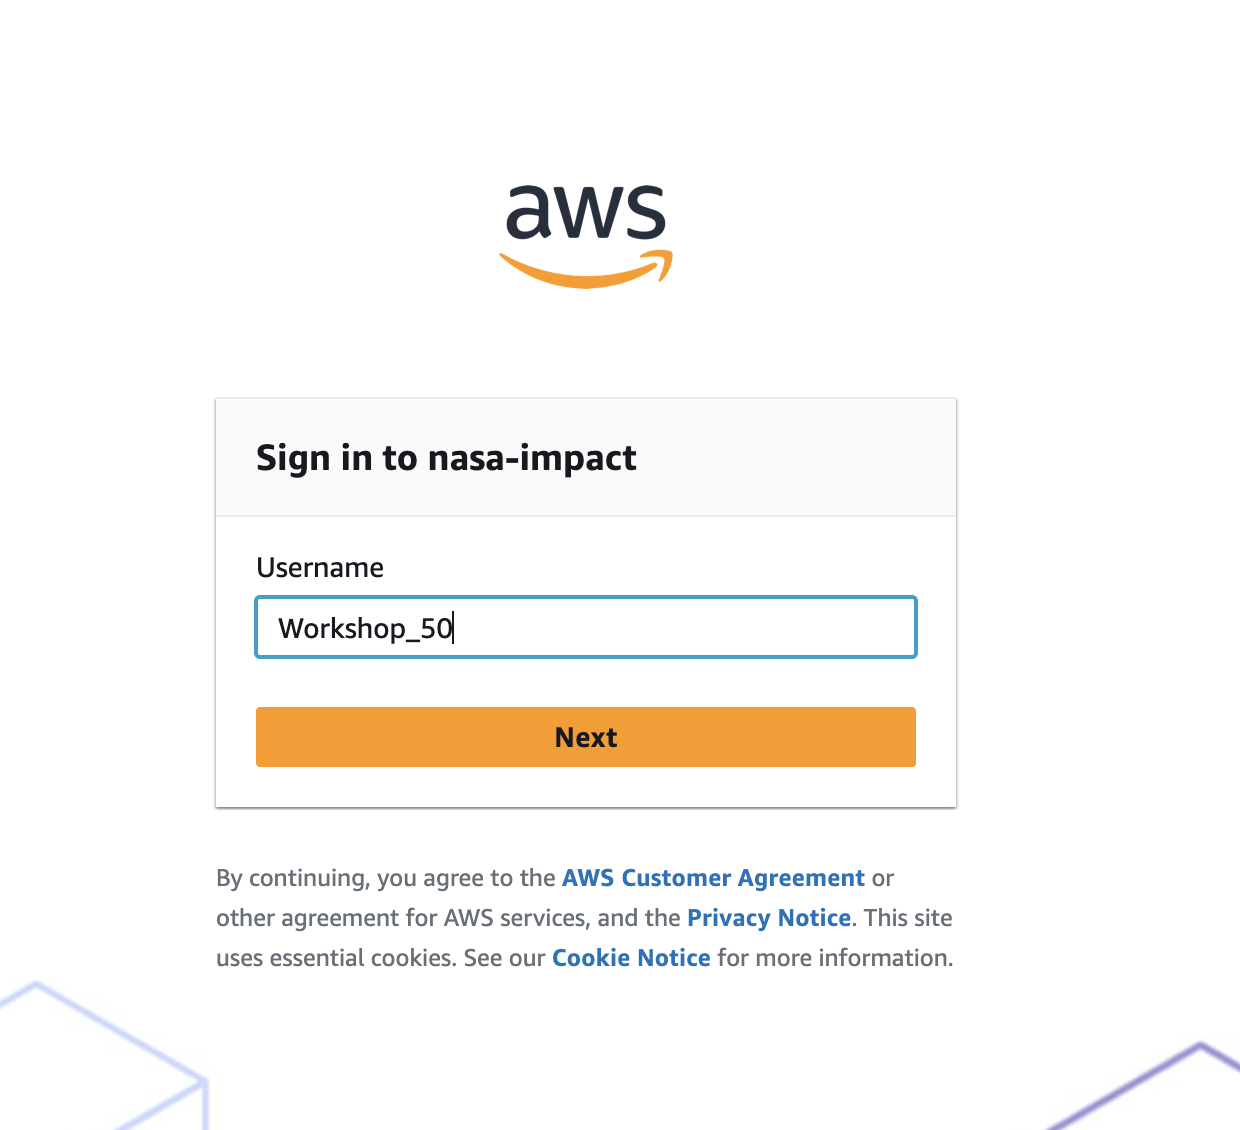 aws
Sign in to nasa-impact
Username
Workshop_50
Next
By continuing, you agree to the AWS Customer Agreement or
other agreement for AWS services, and the Privacy Notice. This site
uses essential cookies. See our Cookie Notice for more information.